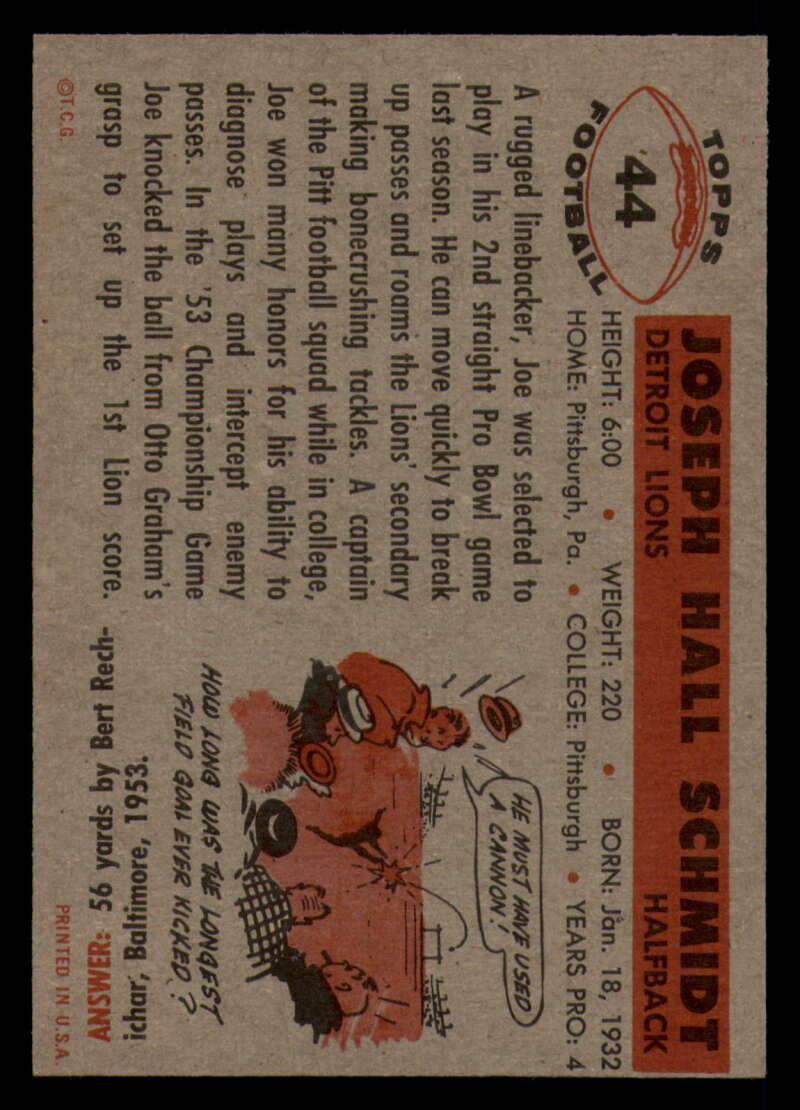 TOPPS
44
FOOTBALL
JOSEPH HALL SCHMIDT
DETROIT LIONS HALFBACK
HEIGHT: 6:00 • WEIGHT: 220 • BORN: Jan. 18, 1932
HOME: Pittsburgh, Pa. • COLLEGE: Pittsburgh • YEARS PRO: 4
A rugged linebacker, Joe was selected to
play in his 2nd straight Pro Bowl game
last season. He can move quickly to break
up passes and roams the Lions' secondary
making bonecrushing tackles. A captain
of the Pitt football squad while in college,
Joe won many honors for his ability to
diagnose plays and intercept enemy
passes. In the '53 Championship Game
Joe knocked the ball from Otto Graham's
grasp to set up the 1st Lion score.
HE MUST HAVE USED
A CANNON!
HOW LONG WAS THE LONGEST
FIELD GOAL EVER KICKED?
ANSWER: 56 yards by Bert Rech-
ichar, Baltimore, 1953.
©T.C.G.
PRINTED IN U.S.A.